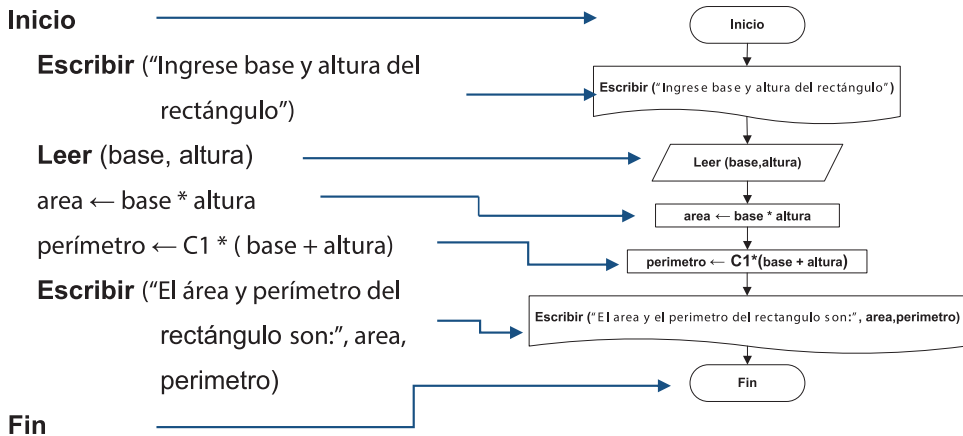 Inicio
Escribir (“Ingrese base y altura del
rectángulo”)
Leer (base, altura)
area ← base * altura
perímetro ← C1 * ( base + altura)
Escribir (“El área y perímetro del
rectángulo son:”, area,
perimetro)
Fin
Inicio
Escribir (“Ingrese base y altura del rectángulo”)
Leer (base,altura)
area ← base * altura
perimetro ← C1*(base + altura)
Escribir (“El area y el perimetro del rectangulo son:”, area,perimetro)
Fin